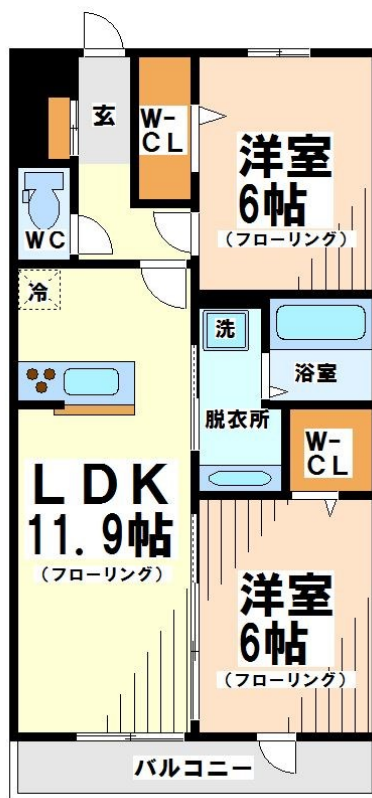 玄
W-
CL
洋室
6帖
(フローリング)
WC
冷
洗
浴室
脱衣所
W-
CL
LDK
11.9帖
(フローリング)
洋室
6帖
(フローリング)
バルコニー